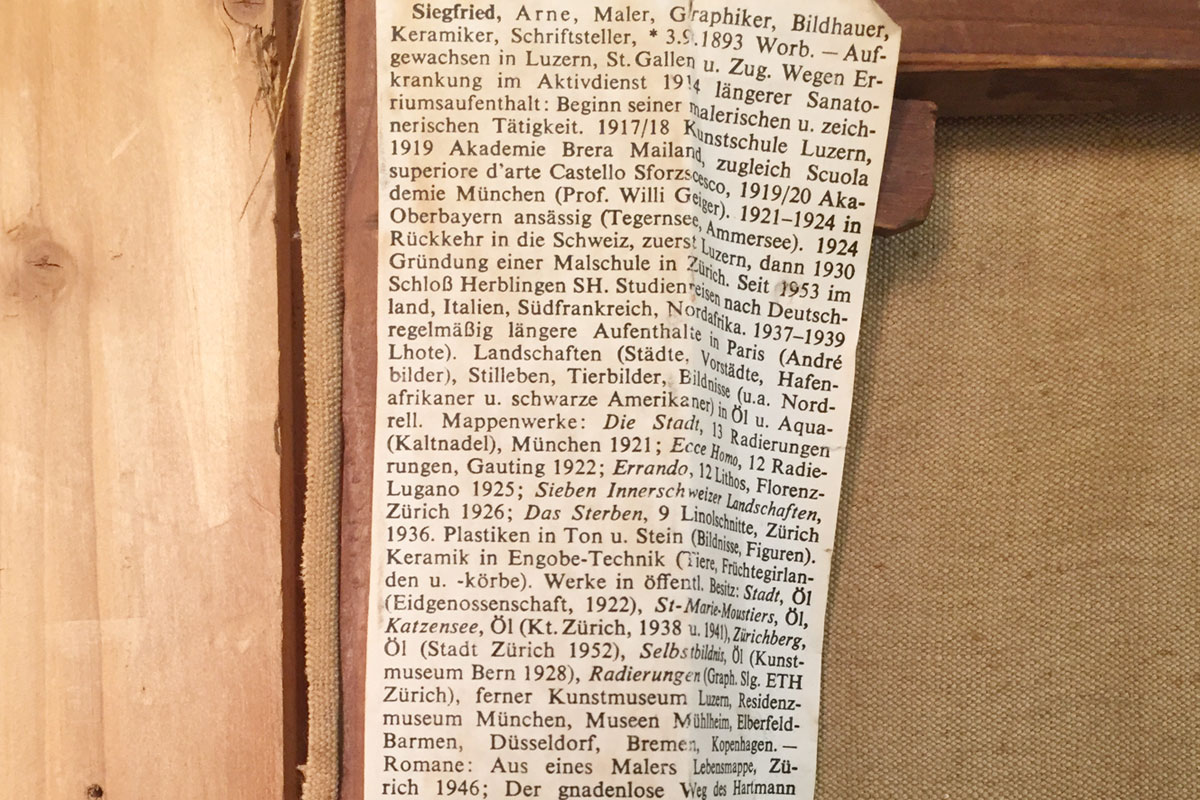 Siegfried, Arne, Maler, Graphiker, Bildhauer,
Keramiker, Schriftsteller, * 3.9.1893 Worb. — Auf-
gewachsen in Luzern, St. Gallen u. Zug. Wegen Er-
krankung im Aktivdienst 1914 längerer Sanato-
riumsaufenthalt: Beginn seiner malerischen u. zeich-
nerischen Tätigkeit. 1917/18 Kunstschule Luzern,
1919 Akademie Brera Mailand, zugleich Scuola
superiore d'arte Castello Sforzscesco, 1919/20 Aka-
demie München (Prof. Willi Geiger). 1921–1924 in
Oberbayern ansässig (Tegernsee, Ammersee). 1924
Rückkehr in die Schweiz, zuerst Luzern, dann 1930
Gründung einer Malschule in Zürich. Seit 1953 im
Schloß Herblingen SH. Studienreisen nach Deutsch-
land, Italien, Südfrankreich, Nordafrika. 1937–1939
regelmäßig längere Aufenthalte in Paris (André
Lhote). Landschaften (Städte, Vorstädte, Hafen-
bilder), Stilleben, Tierbilder, Bildnisse (u.a. Nord-
afrikaner u. schwarze Amerikaner) in Öl u. Aqua-
rell. Mappenwerke: Die Stadt, 13 Radierungen
(Kaltnadel), München 1921; Ecce Homo, 12 Radie-
rungen, Gauting 1922; Errando, 12 Lithos, Florenz-
Lugano 1925; Sieben Innerschweizer Landschaften,
Zürich 1926; Das Sterben, 9 Linolschnitte, Zürich
1936. Plastiken in Ton u. Stein (Bildnisse, Figuren).
Keramik in Engobe-Technik (Tiere, Früchtegirlan-
den u. -körbe). Werke in öffentl. Besitz: Stadt, Öl
(Eidgenossenschaft, 1922), St-Marie-Moustiers, Öl,
Katzensee, Öl (Kt. Zürich, 1938 u. 1941), Zürichberg,
Öl (Stadt Zürich 1952), Selbstbildnis, Öl (Kunst-
museum Bern 1928), Radierungen (Graph. Slg. ETH
Zürich), ferner Kunstmuseum Luzern, Residenz-
museum München, Museen Mühlheim, Elberfeld-
Barmen, Düsseldorf, Bremen, Kopenhagen. —
Romane: Aus eines Malers Lebensmappe, Zü-
rich 1946; Der gnadenlose Weg des Hartmann